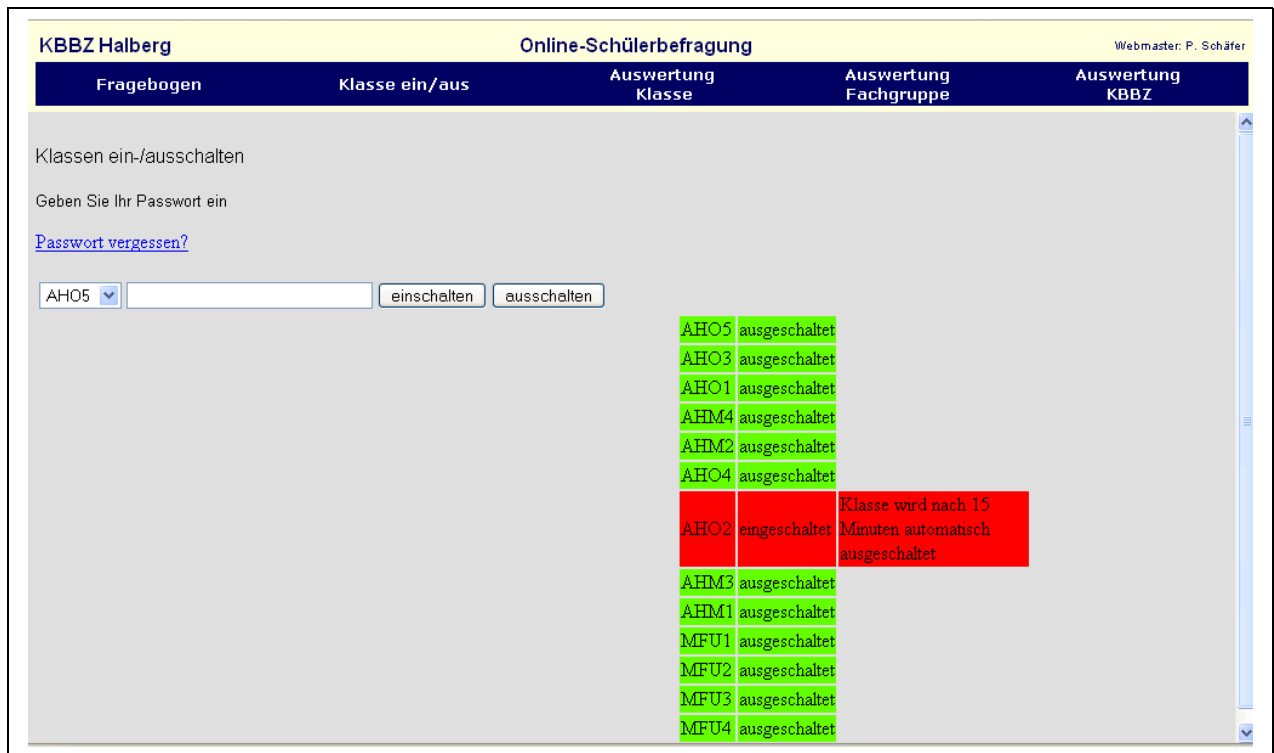 KBBZ Halberg Online-Schülerbefragung Webmaster: P. Schäfer
Fragebogen Klasse ein/aus Auswertung Klasse Auswertung Fachgruppe Auswertung KBBZ
Klassen ein-/ausschalten
Geben Sie Ihr Passwort ein
Passwort vergessen?
AHO5 einschalten ausschalten
AHO5 ausgeschaltet
AHO3 ausgeschaltet
AHO1 ausgeschaltet
AHM4 ausgeschaltet
AHM2 ausgeschaltet
AHO4 ausgeschaltet
AHO2 eingeschaltet Klasse wird nach 15
Minuten automatisch
ausgeschaltet
AHM3 ausgeschaltet
AHM1 ausgeschaltet
MFU1 ausgeschaltet
MFU2 ausgeschaltet
MFU3 ausgeschaltet
MFU4 ausgeschaltet